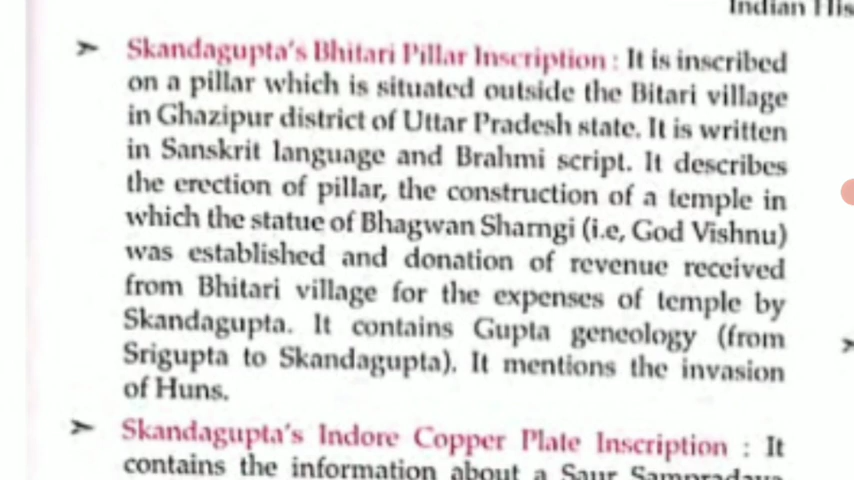 Indian His
➢ Skandagupta's Bhitari Pillar Inscription : It is inscribed
on a pillar which is situated outside the Bitari village
in Ghazipur district of Uttar Pradesh state. It is written
in Sanskrit language and Brahmi script. It describes
the erection of pillar, the construction of a temple in
which the statue of Bhagwan Sharngi (i.e, God Vishnu)
was established and donation of revenue received
from Bhitari village for the expenses of temple by
Skandagupta. It contains Gupta geneology (from
Srigupta to Skandagupta). It mentions the invasion
of Huns.
➢ Skandagupta's Indore Copper Plate Inscription : It
contains the information about a Saur Sampradaya